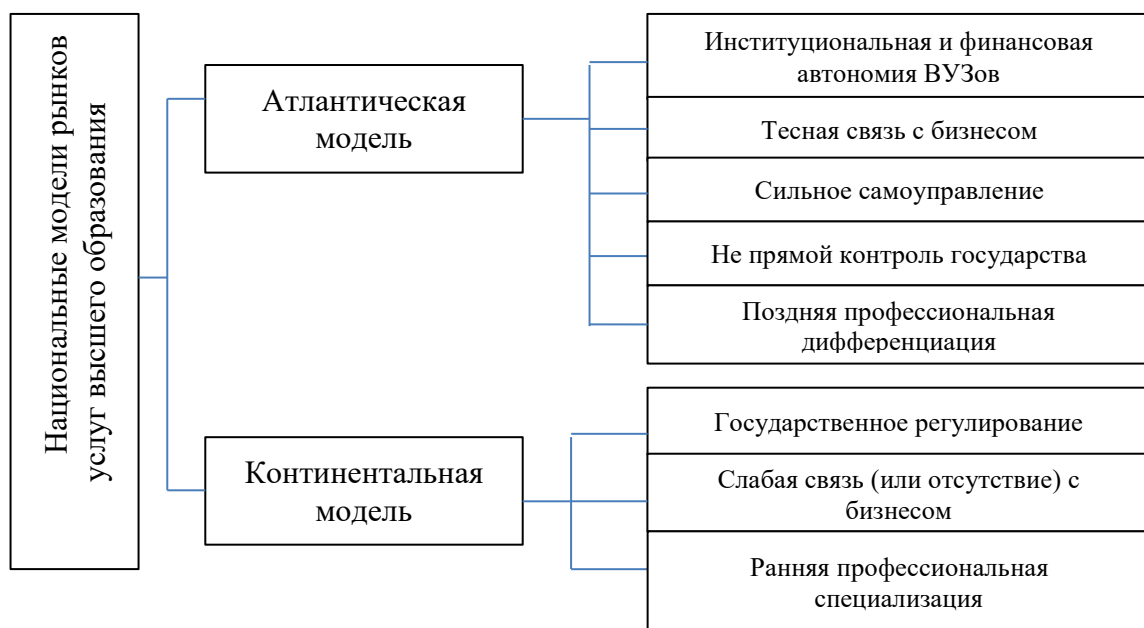 Национальные модели рынков
услуг высшего образования
Атлантическая
модель
Институциональная и финансовая
автономия ВУЗов
Тесная связь с бизнесом
Сильное самоуправление
Не прямой контроль государства
Поздняя профессиональная
дифференциация
Континентальная
модель
Государственное регулирование
Слабая связь (или отсутствие) с
бизнесом
Ранняя профессиональная
специализация